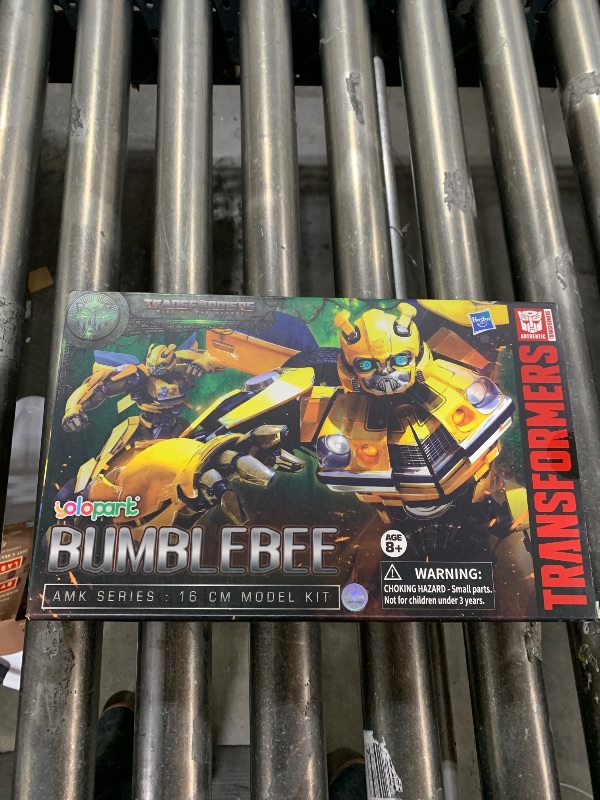 TRANSFORMERS
Hasbro
AUTHENTIC
TRANSFORMERS
TRANSFORMERS
yolopark
BUMBLEBEE
AMK SERIES : 16 CM MODEL KIT
AGE
8+
WARNING:
CHOKING HAZARD - Small parts.
Not for children under 3 years.